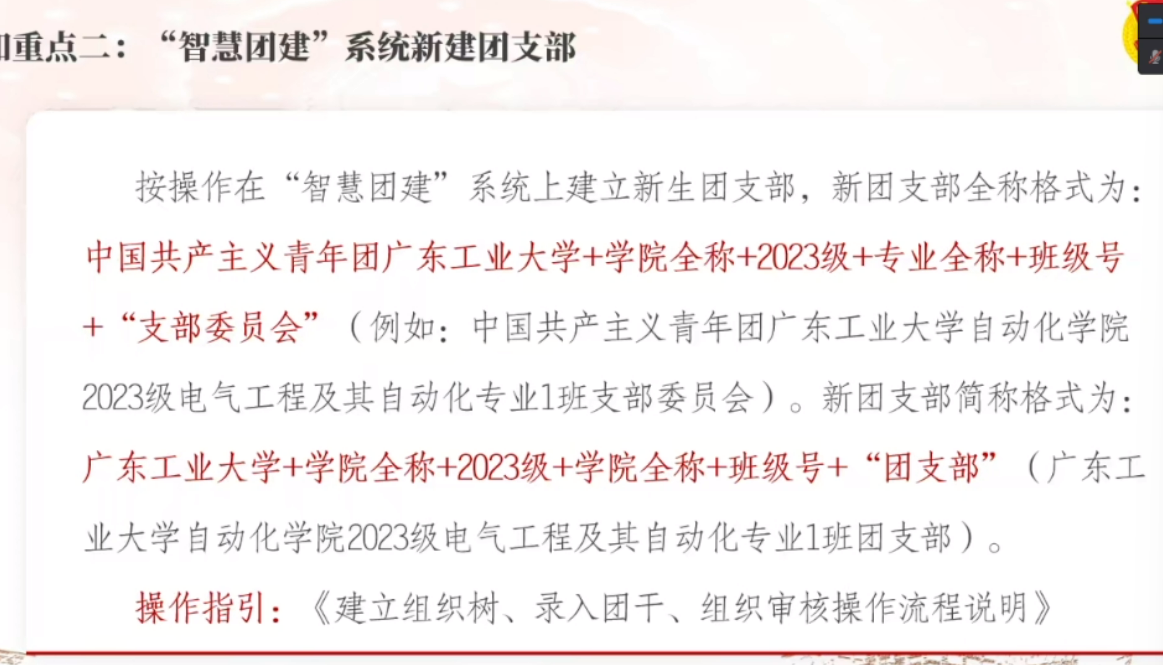 重点二：“智慧团建”系统新建团支部
按操作在“智慧团建”系统上建立新生团支部，新团支部全称格式为：
中国共产主义青年团广东工业大学+学院全称+2023级+专业全称+班级号
+“支部委员会”（例如：中国共产主义青年团广东工业大学自动化学院
2023级电气工程及其自动化专业1班支部委员会）。新团支部简称格式为：
广东工业大学+学院全称+2023级+学院全称+班级号+“团支部”（广东工
业大学自动化学院2023级电气工程及其自动化专业1班团支部）。
操作指引：《建立组织树、录入团干、组织审核操作流程说明》